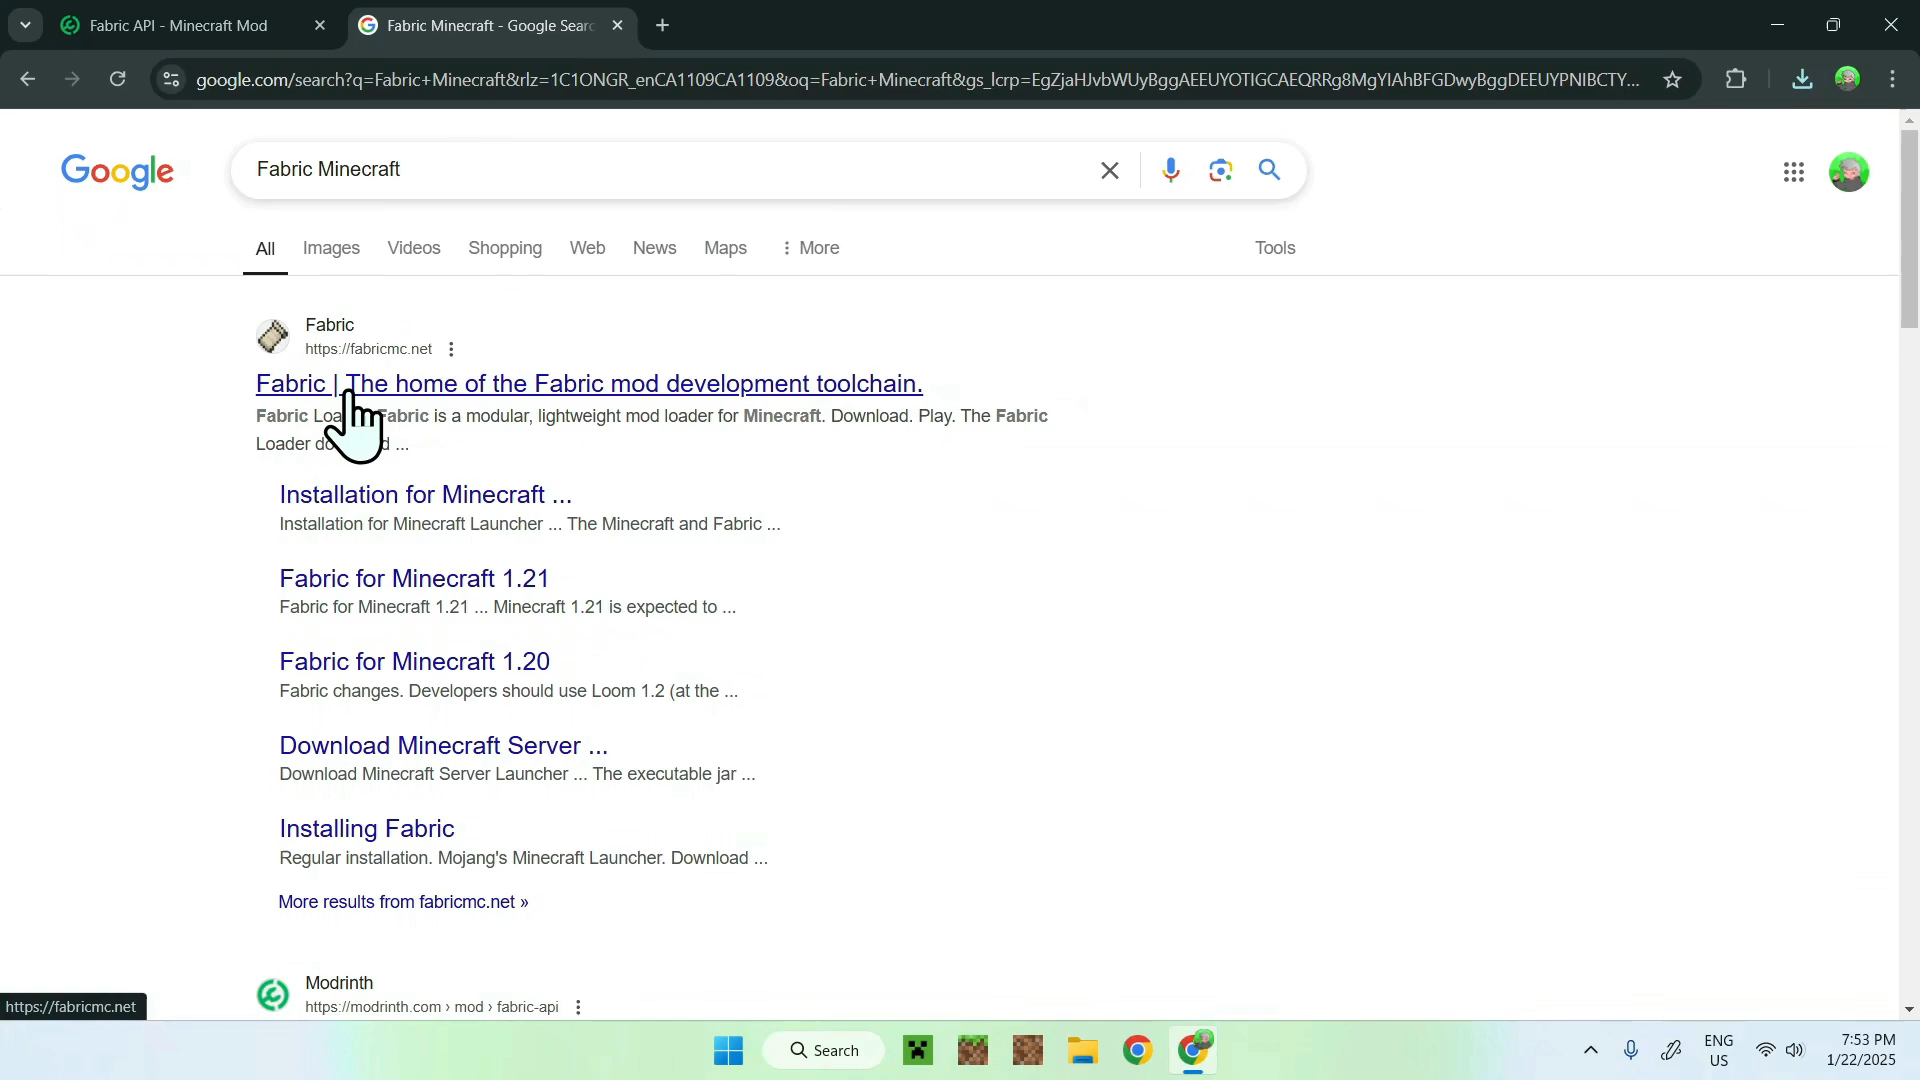 Fabric API - Minecraft Mod
Fabric Minecraft - Google Sear
google.com/search?q=Fabric+Minecraft&rlz=1C1ONGR_enCA1109CA1109&oq=Fabric+Minecraft&gs_lcrp=EgZjaHJvbWUyBggAEEUYOTIGCAEQRRg8MgYIAhBFGDwyBggDEEUYPNIBCTY...
Google
Fabric Minecraft
All Images Videos Shopping Web News Maps More Tools
Fabric
https://fabricmc.net
Fabric | The home of the Fabric mod development toolchain.
Fabric Loa Fabric is a modular, lightweight mod loader for Minecraft. Download. Play. The Fabric
Loader do d ...
Installation for Minecraft ...
Installation for Minecraft Launcher ... The Minecraft and Fabric ...
Fabric for Minecraft 1.21
Fabric for Minecraft 1.21 ... Minecraft 1.21 is expected to ...
Fabric for Minecraft 1.20
Fabric changes. Developers should use Loom 1.2 (at the ...
Download Minecraft Server ...
Download Minecraft Server Launcher ... The executable jar ...
Installing Fabric
Regular installation. Mojang's Minecraft Launcher. Download ...
More results from fabricmc.net »
Modrinth
https://modrinth.com › mod › fabric-api
https://fabricmc.net
Search
ENG
US
7:53 PM
1/22/2025